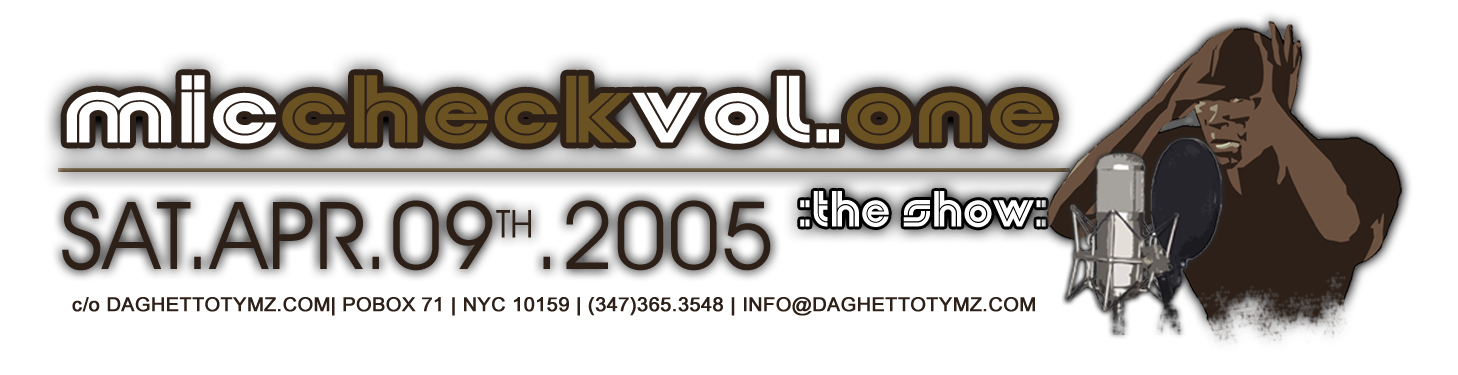 miccheckvol..one
SAT.APR.09TH.2005
:the show:
c/o DAGHETTOTYMZ.COM| POBOX 71 | NYC 10159 | (347)365.3548 | INFO@DAGHETTOTYMZ.COM